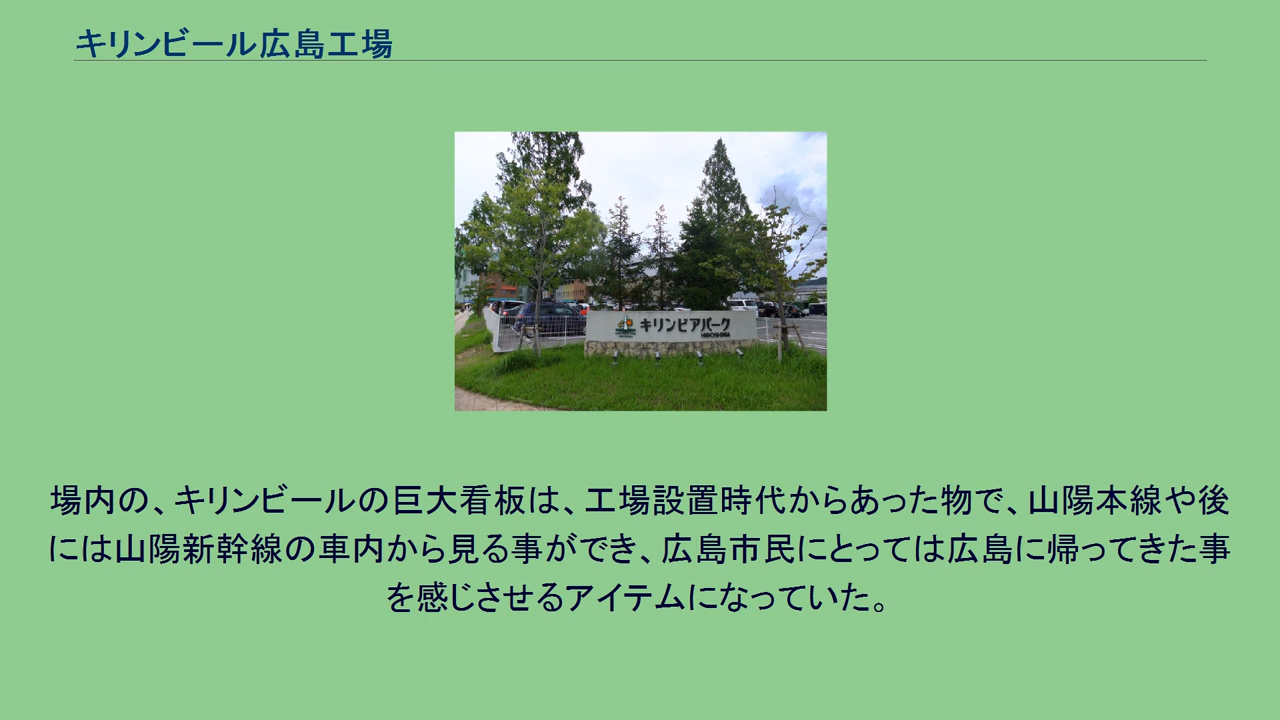 キリンビール広島工場
キリンビアパーク
HIROSHIMA
場内の、キリンビールの巨大看板は、工場設置時代からあった物で、山陽本線や後
には山陽新幹線の車内から見る事ができ、広島市民にとっては広島に帰ってきた事
を感じさせるアイテムになっていた。